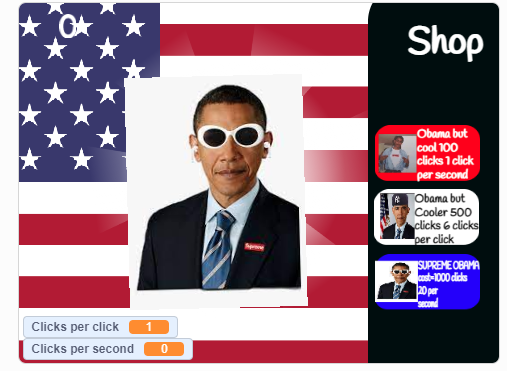 0
Shop
Obama but
cool 100
clicks 1 click
per second
Obama but
Cooler 500
clicks 6 clicks
per click
SUPREME OBAMA
cost-1000 clicks
20 per
second
Supreme
Clicks per click 1
Clicks per second 0